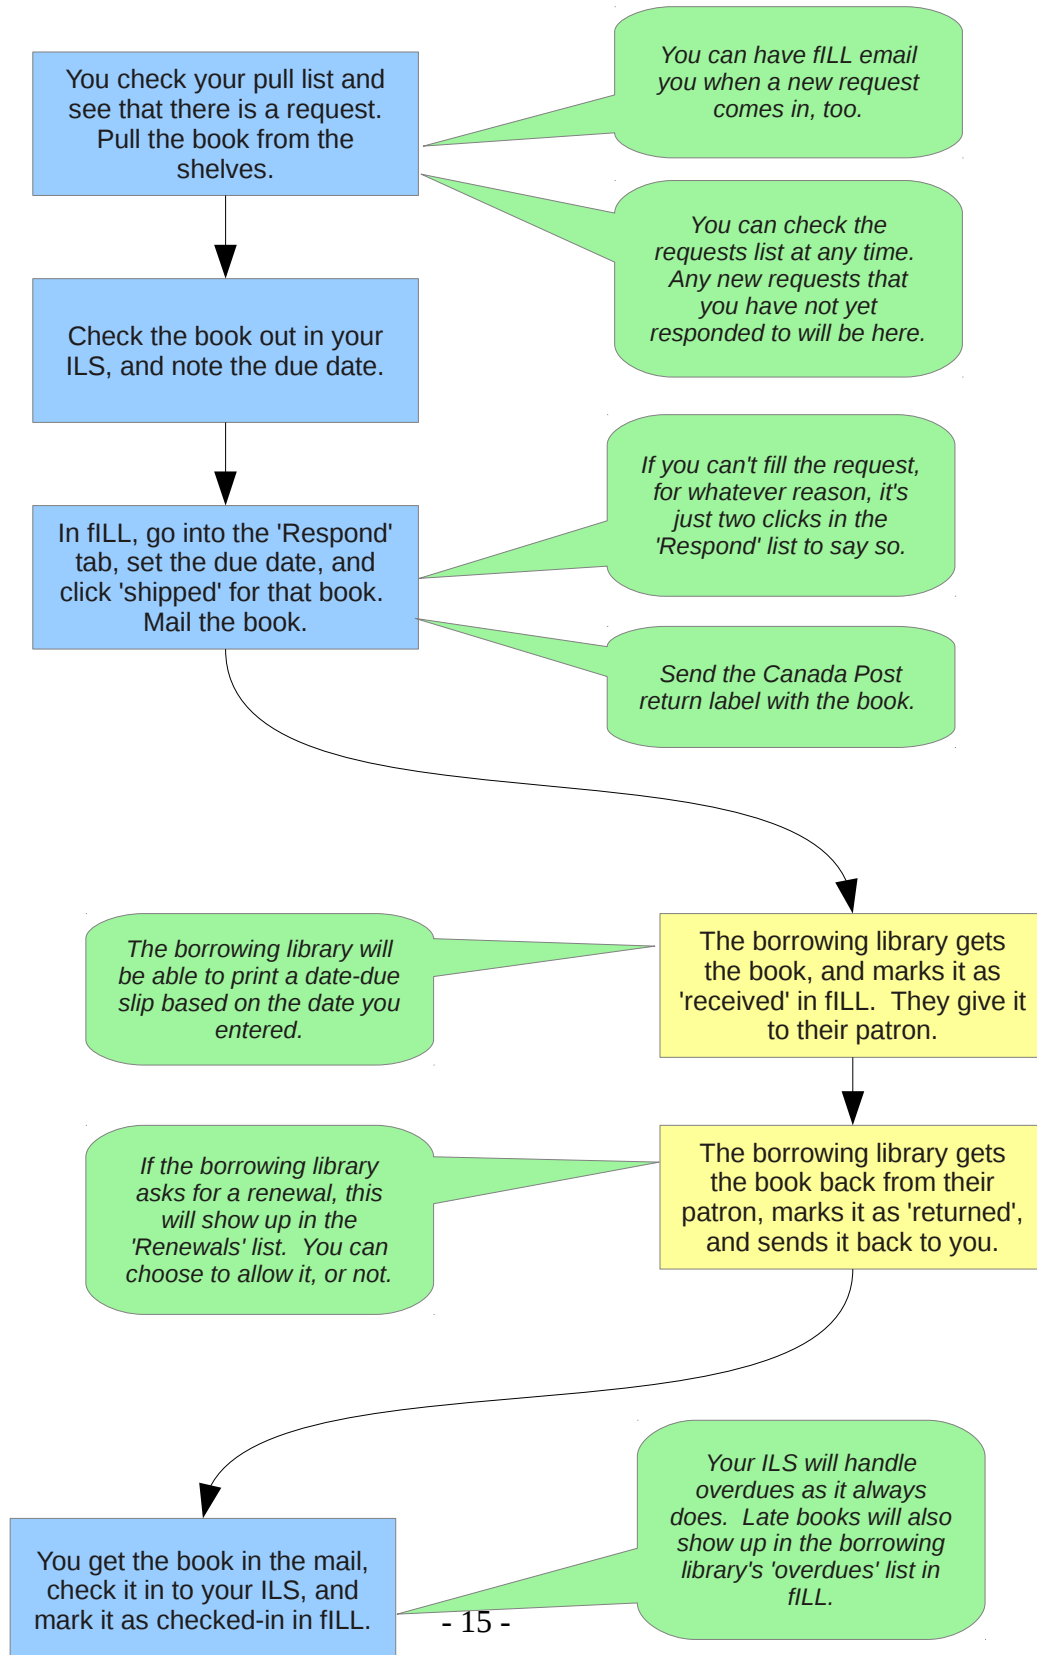 You check your pull list and
see that there is a request.
Pull the book from the
shelves.
You can have fILL email
you when a new request
comes in, too.
You can check the
requests list at any time.
Any new requests that
you have not yet
responded to will be here.
Check the book out in your
ILS, and note the due date.
In fILL, go into the 'Respond'
tab, set the due date, and
click 'shipped' for that book.
Mail the book.
If you can't fill the request,
for whatever reason, it's
just two clicks in the
'Respond' list to say so.
Send the Canada Post
return label with the book.
The borrowing library gets
the book, and marks it as
'received' in fILL.  They give it
to their patron.
The borrowing library will
be able to print a date-due
slip based on the date you
entered.
The borrowing library gets
the book back from their
patron, marks it as 'returned',
and sends it back to you.
If the borrowing library
asks for a renewal, this
will show up in the
'Renewals' list.  You can
choose to allow it, or not.
You get the book in the mail,
check it in to your ILS, and
mark it as checked-in in fILL.
Your ILS will handle
overdues as it always
does.  Late books will also
show up in the borrowing
library's 'overdues' list in
fILL.
- 15 -